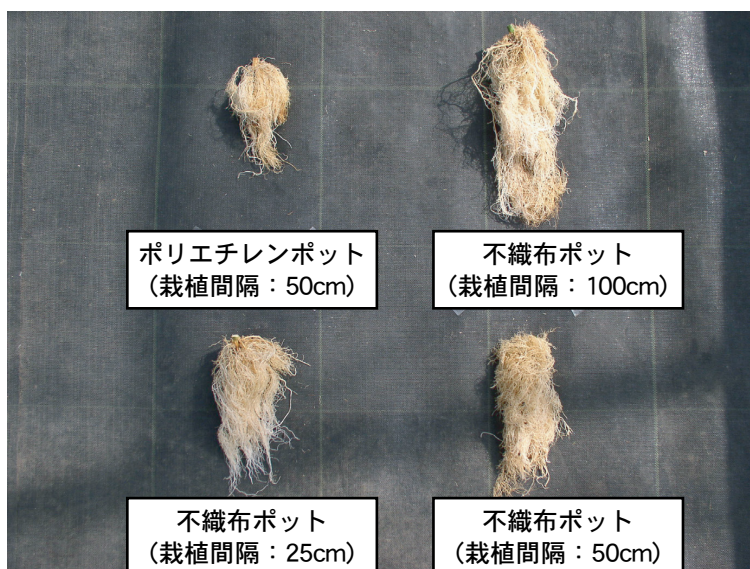 ポリエチレンポット
（栽植間隔：50cm）
不織布ポット
（栽植間隔：100cm）
不織布ポット
（栽植間隔：25cm）
不織布ポット
（栽植間隔：50cm）